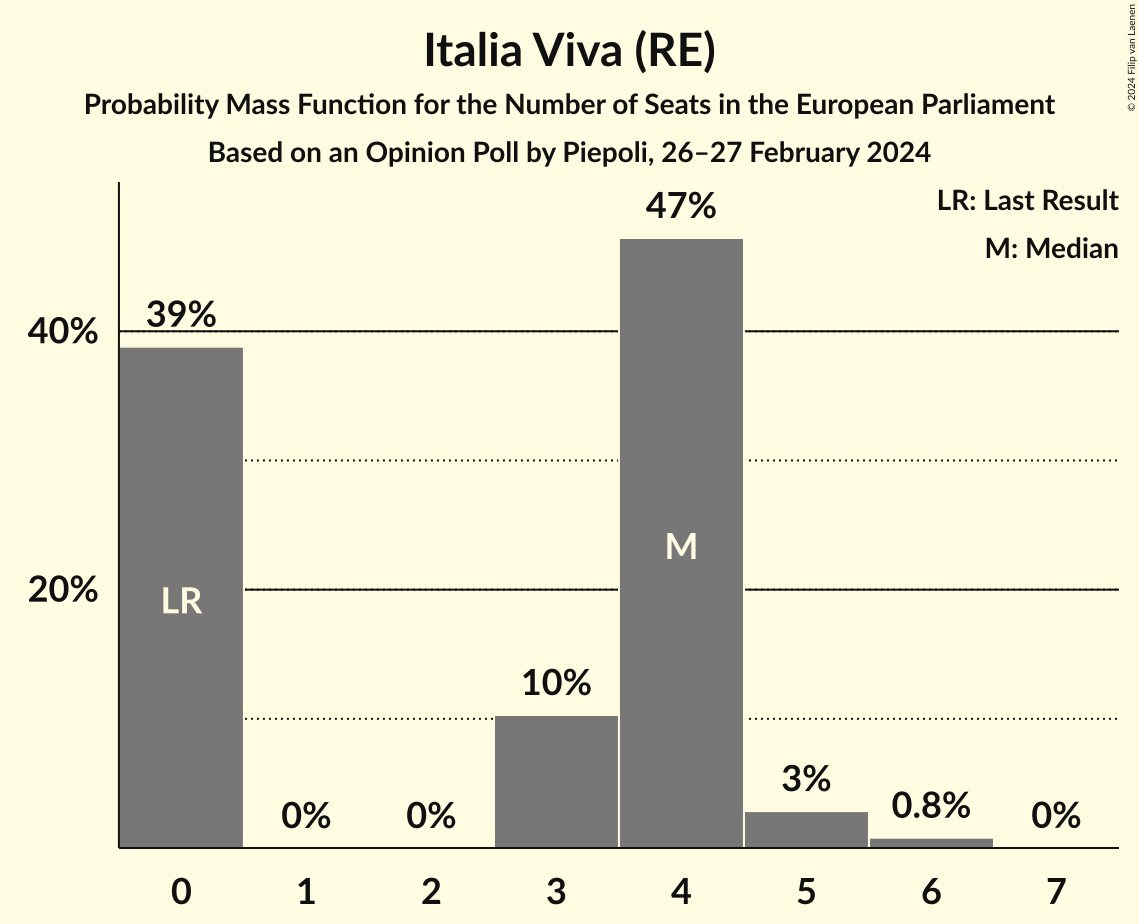 Italia Viva (RE)
Probability Mass Function for the Number of Seats in the European Parliament
Based on an Opinion Poll by Piepoli, 26–27 February 2024
© 2024 Filip van Laenen
LR: Last Result
M: Median
47%
39%
40%
M
20%
LR
10%
3%
0.8%
0%
0%
0%
0 1 2 3 4 5 6 7